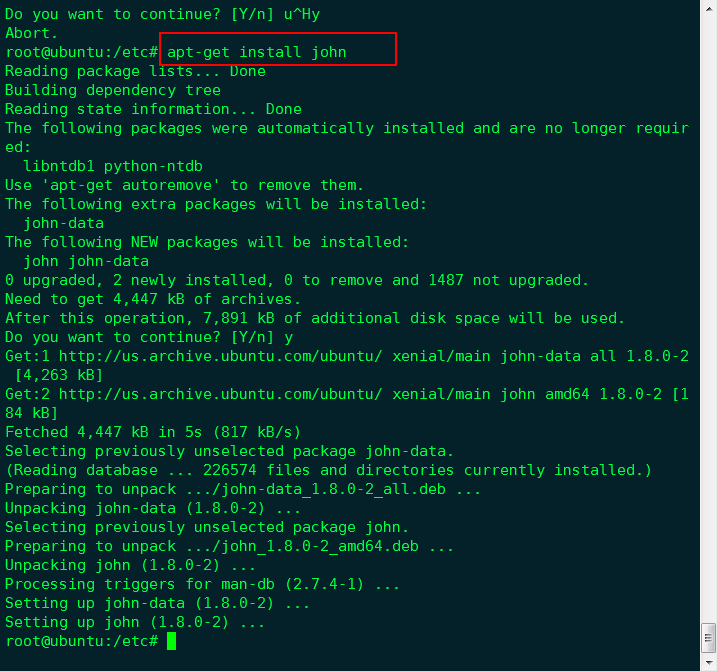 Do you want to continue? [Y/n] u^Hy
Abort.
root@ubuntu:/etc# apt-get install john
Reading package lists... Done
Building dependency tree
Reading state information... Done
The following packages were automatically installed and are no longer requir
ed:
  libntdb1 python-ntdb
Use 'apt-get autoremove' to remove them.
The following extra packages will be installed:
  john-data
The following NEW packages will be installed:
  john john-data
0 upgraded, 2 newly installed, 0 to remove and 1487 not upgraded.
Need to get 4,447 kB of archives.
After this operation, 7,891 kB of additional disk space will be used.
Do you want to continue? [Y/n] y
Get:1 http://us.archive.ubuntu.com/ubuntu/ xenial/main john-data all 1.8.0-2
 [4,263 kB]
Get:2 http://us.archive.ubuntu.com/ubuntu/ xenial/main john amd64 1.8.0-2 [1
84 kB]
Fetched 4,447 kB in 5s (817 kB/s)
Selecting previously unselected package john-data.
(Reading database ... 226574 files and directories currently installed.)
Preparing to unpack .../john-data_1.8.0-2_all.deb ...
Unpacking john-data (1.8.0-2) ...
Selecting previously unselected package john.
Preparing to unpack .../john_1.8.0-2_amd64.deb ...
Unpacking john (1.8.0-2) ...
Processing triggers for man-db (2.7.4-1) ...
Setting up john-data (1.8.0-2) ...
Setting up john (1.8.0-2) ...
root@ubuntu:/etc#